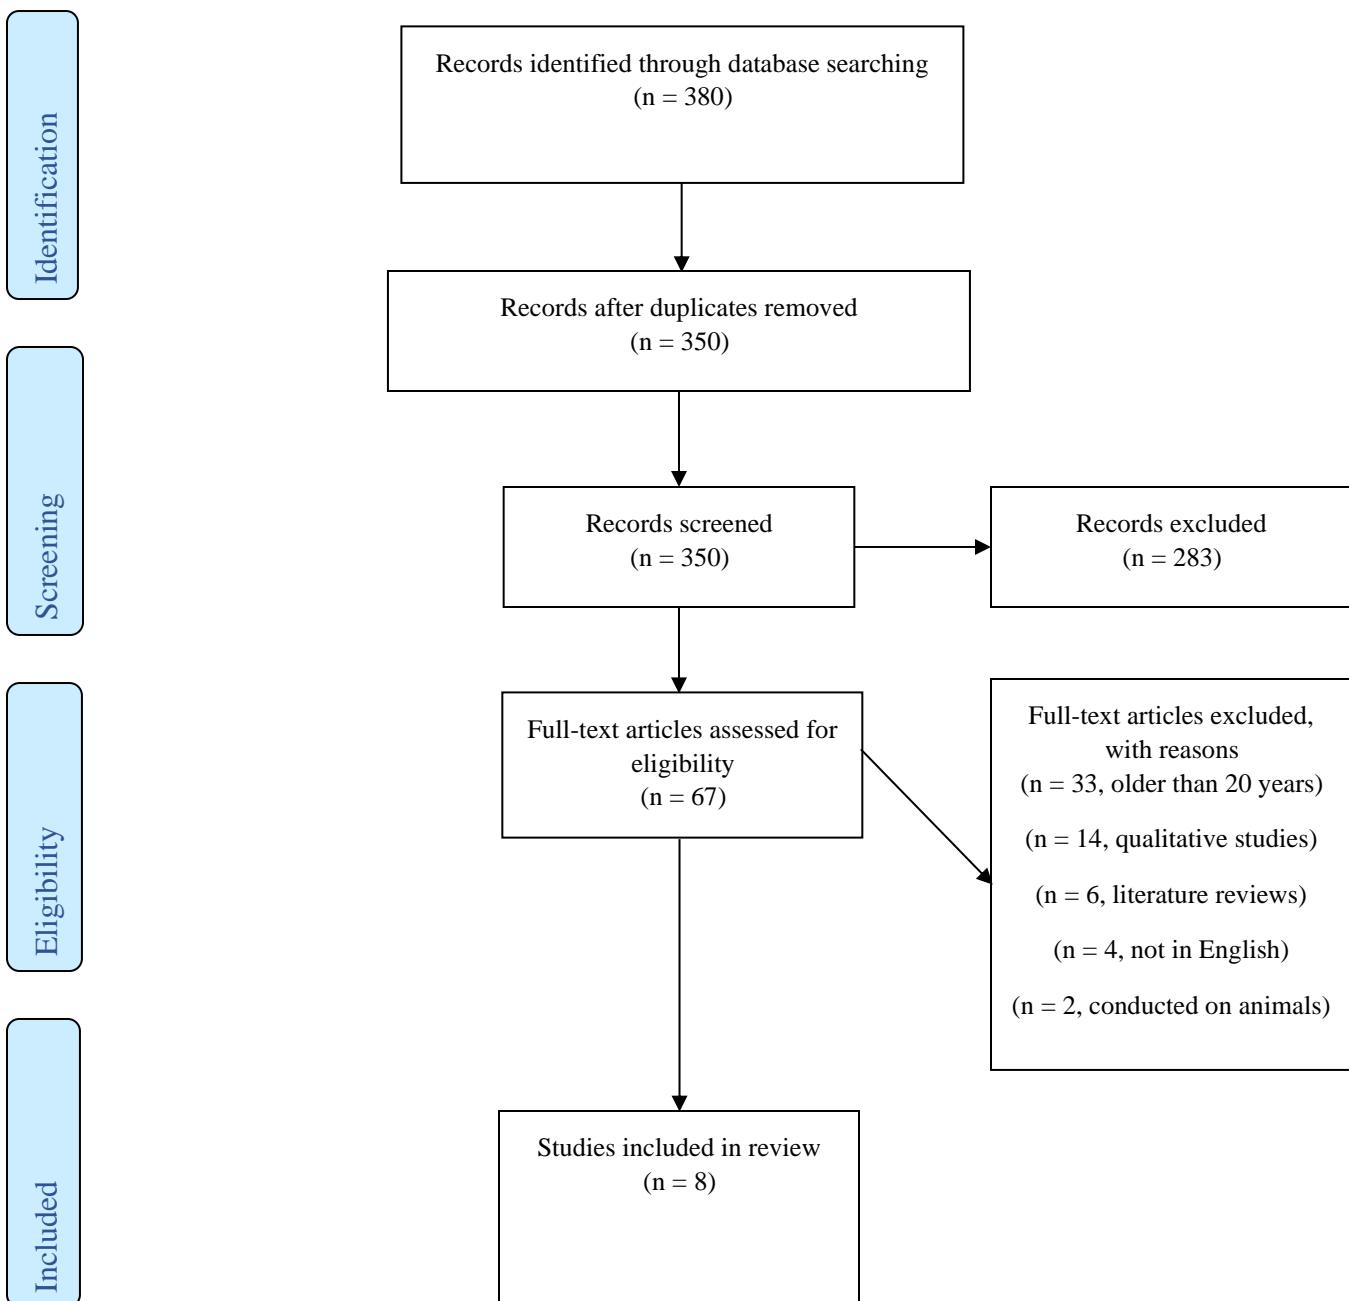 Identification
Records identified through database searching
(n = 380)
Records after duplicates removed
(n = 350)
Screening
Records screened
(n = 350)
Records excluded
(n = 283)
Eligibility
Full-text articles assessed for
eligibility
(n = 67)
Full-text articles excluded,
with reasons
(n = 33, older than 20 years)
(n = 14, qualitative studies)
(n = 6, literature reviews)
(n = 4, not in English)
(n = 2, conducted on animals)
Included
Studies included in review
(n = 8)